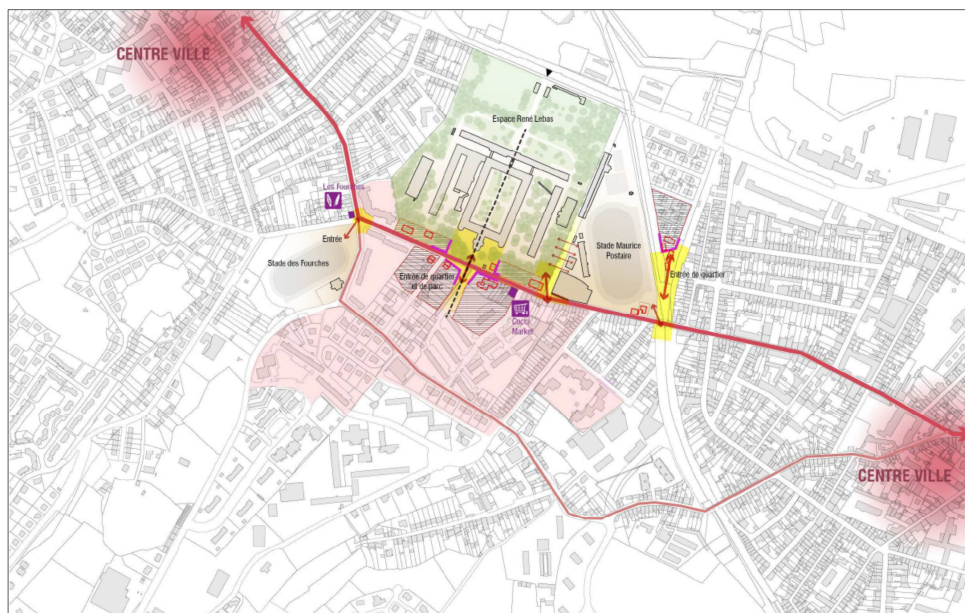 CENTRE VILLE
Espace René Lebas
Les Fourches
Entrée
Stade des Fourches
Stade Maurice
Postaire
Entrée de quartier
Entrée de quartier
et de parc
Market
CENTRE VILLE